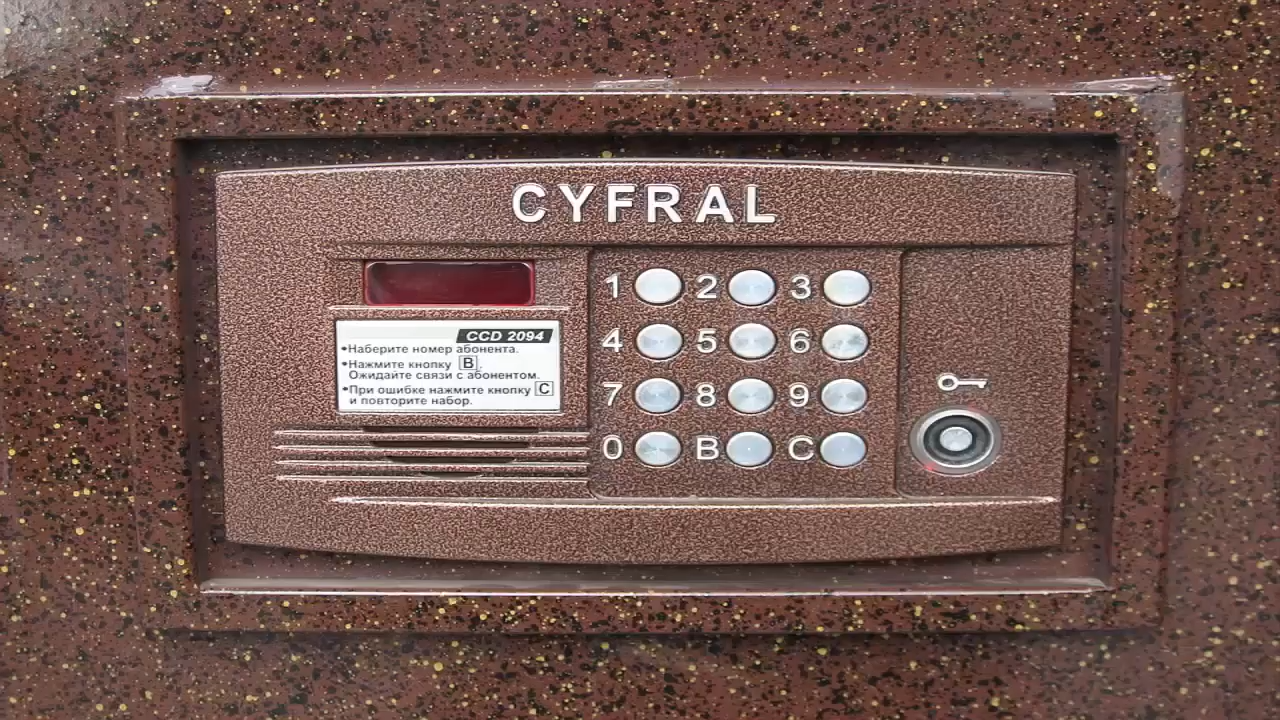 CYFRAL
1 2 3
4 5 6
7 8 9
0 B C
CCD 2094
•Наберите номер абонента.
•Нажмите кнопку B.
Ожидайте связи с абонентом.
•При ошибке нажмите кнопку C
и повторите набор.